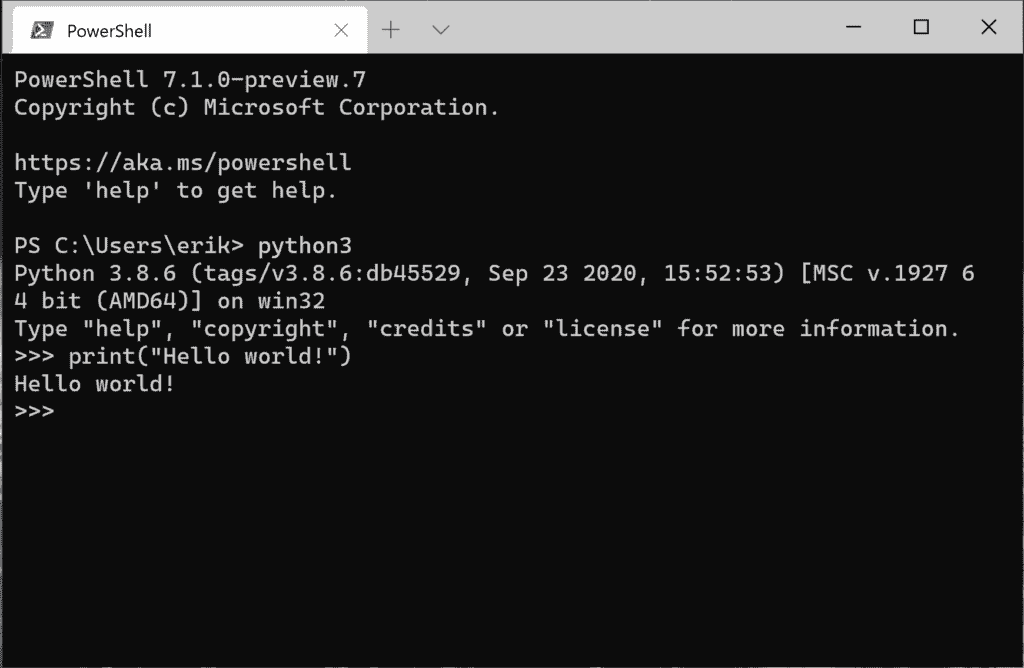 PowerShell
PowerShell 7.1.0-preview.7
Copyright (c) Microsoft Corporation.
https://aka.ms/powershell
Type 'help' to get help.
PS C:\Users\erik> python3
Python 3.8.6 (tags/v3.8.6:db45529, Sep 23 2020, 15:52:53) [MSC v.1927 6
4 bit (AMD64)] on win32
Type "help", "copyright", "credits" or "license" for more information.
>>> print("Hello world!")
Hello world!
>>>